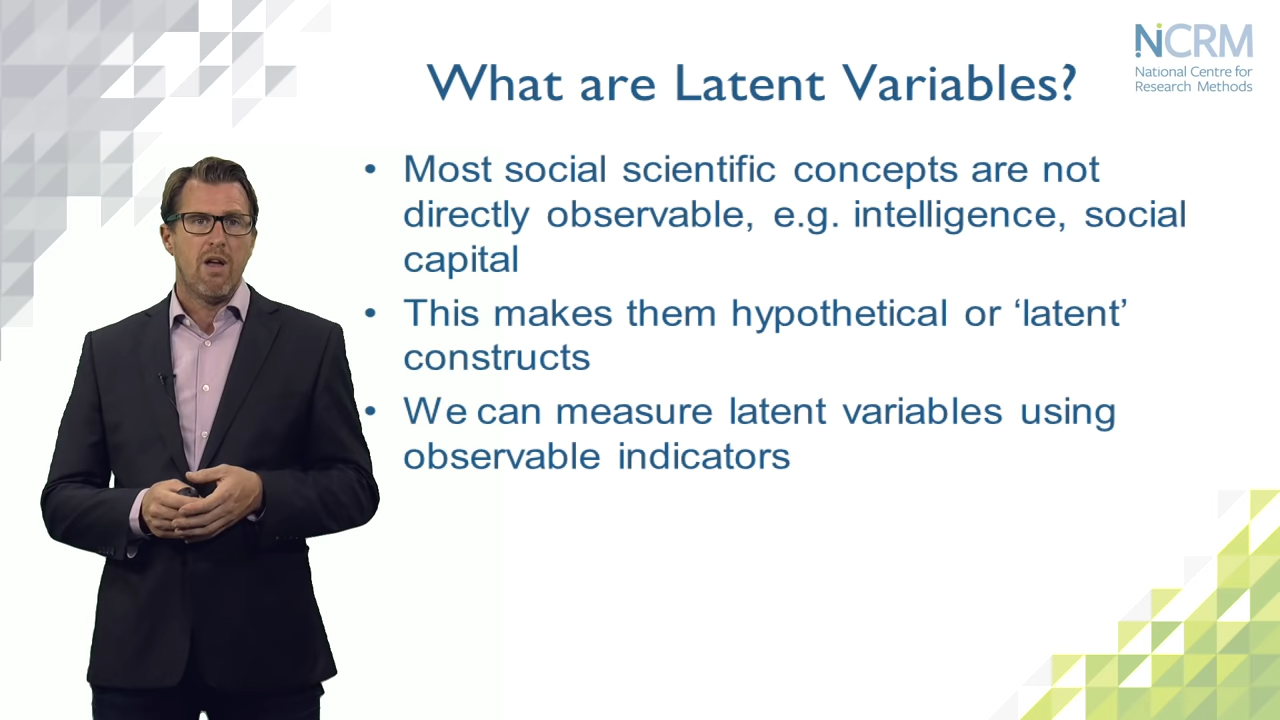 NCRM
National Centre for
Research Methods
What are Latent Variables?
• Most social scientific concepts are not
directly observable, e.g. intelligence, social
capital
• This makes them hypothetical or ‘latent’
constructs
• We can measure latent variables using
observable indicators